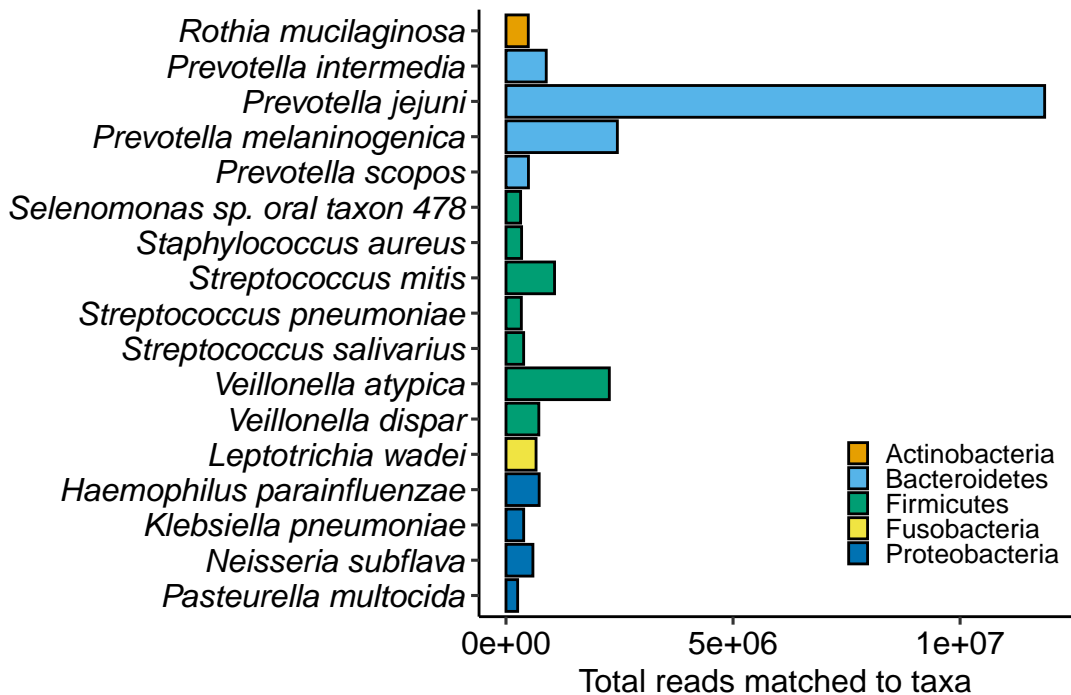 Rothia mucilaginosa
Prevotella intermedia
Prevotella jejuni
Prevotella melaninogenica
Prevotella scopos
Selenomonas sp. oral taxon 478
Staphylococcus aureus
Streptococcus mitis
Streptococcus pneumoniae
Streptococcus salivarius
Veillonella atypica
Veillonella dispar
Leptotrichia wadei
Haemophilus parainfluenzae
Klebsiella pneumoniae
Neisseria subflava
Pasteurella multocida
Actinobacteria
Bacteroidetes
Firmicutes
Fusobacteria
Proteobacteria
0e+00 5e+06 1e+07
Total reads matched to taxa